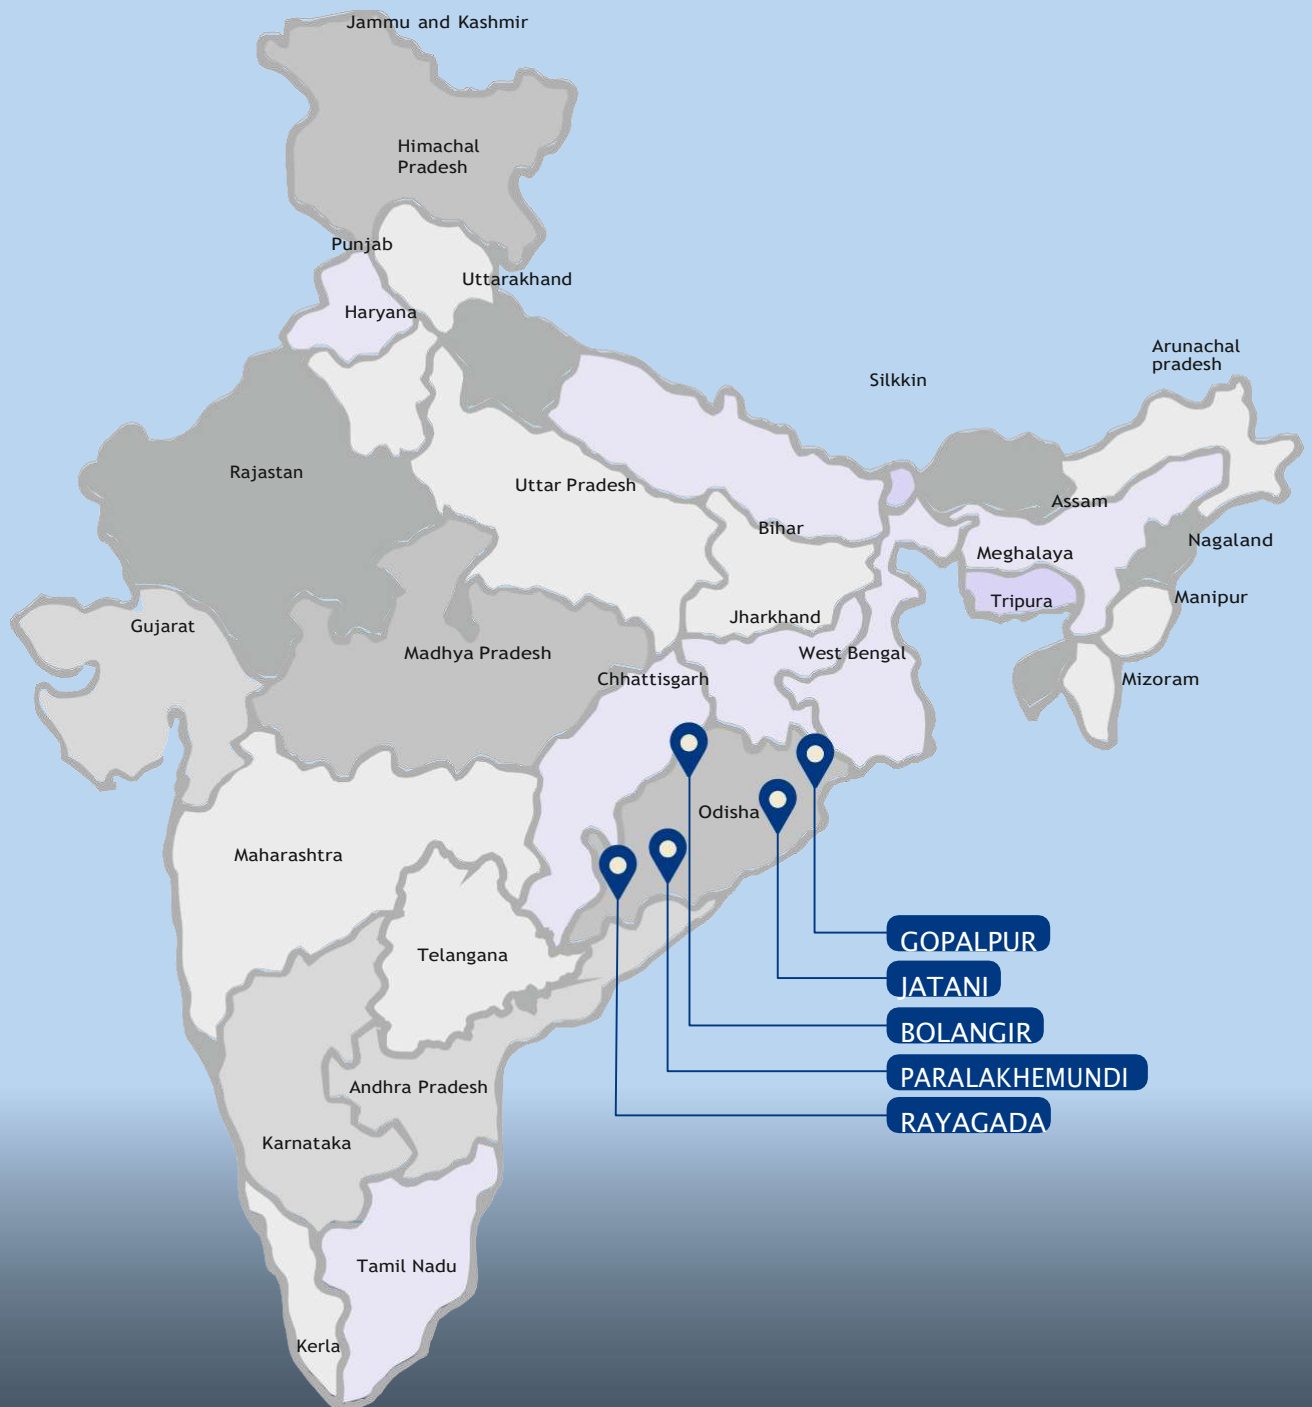 Jammu and Kashmir
Himachal
Pradesh
Punjab
Uttarakhand
Haryana
Arunachal
pradesh
Silkkin
Rajastan
Uttar Pradesh
Assam
Bihar
Nagaland
Meghalaya
Manipur
Tripura
Jharkhand
Gujarat
Madhya Pradesh
West Bengal
Chhattisgarh
Mizoram
Odisha
Maharashtra
Telangana
GOPALPUR
JATANI
BOLANGIR
PARALAKHEMUNDI
RAYAGADA
Andhra Pradesh
Karnataka
Tamil Nadu
Kerla